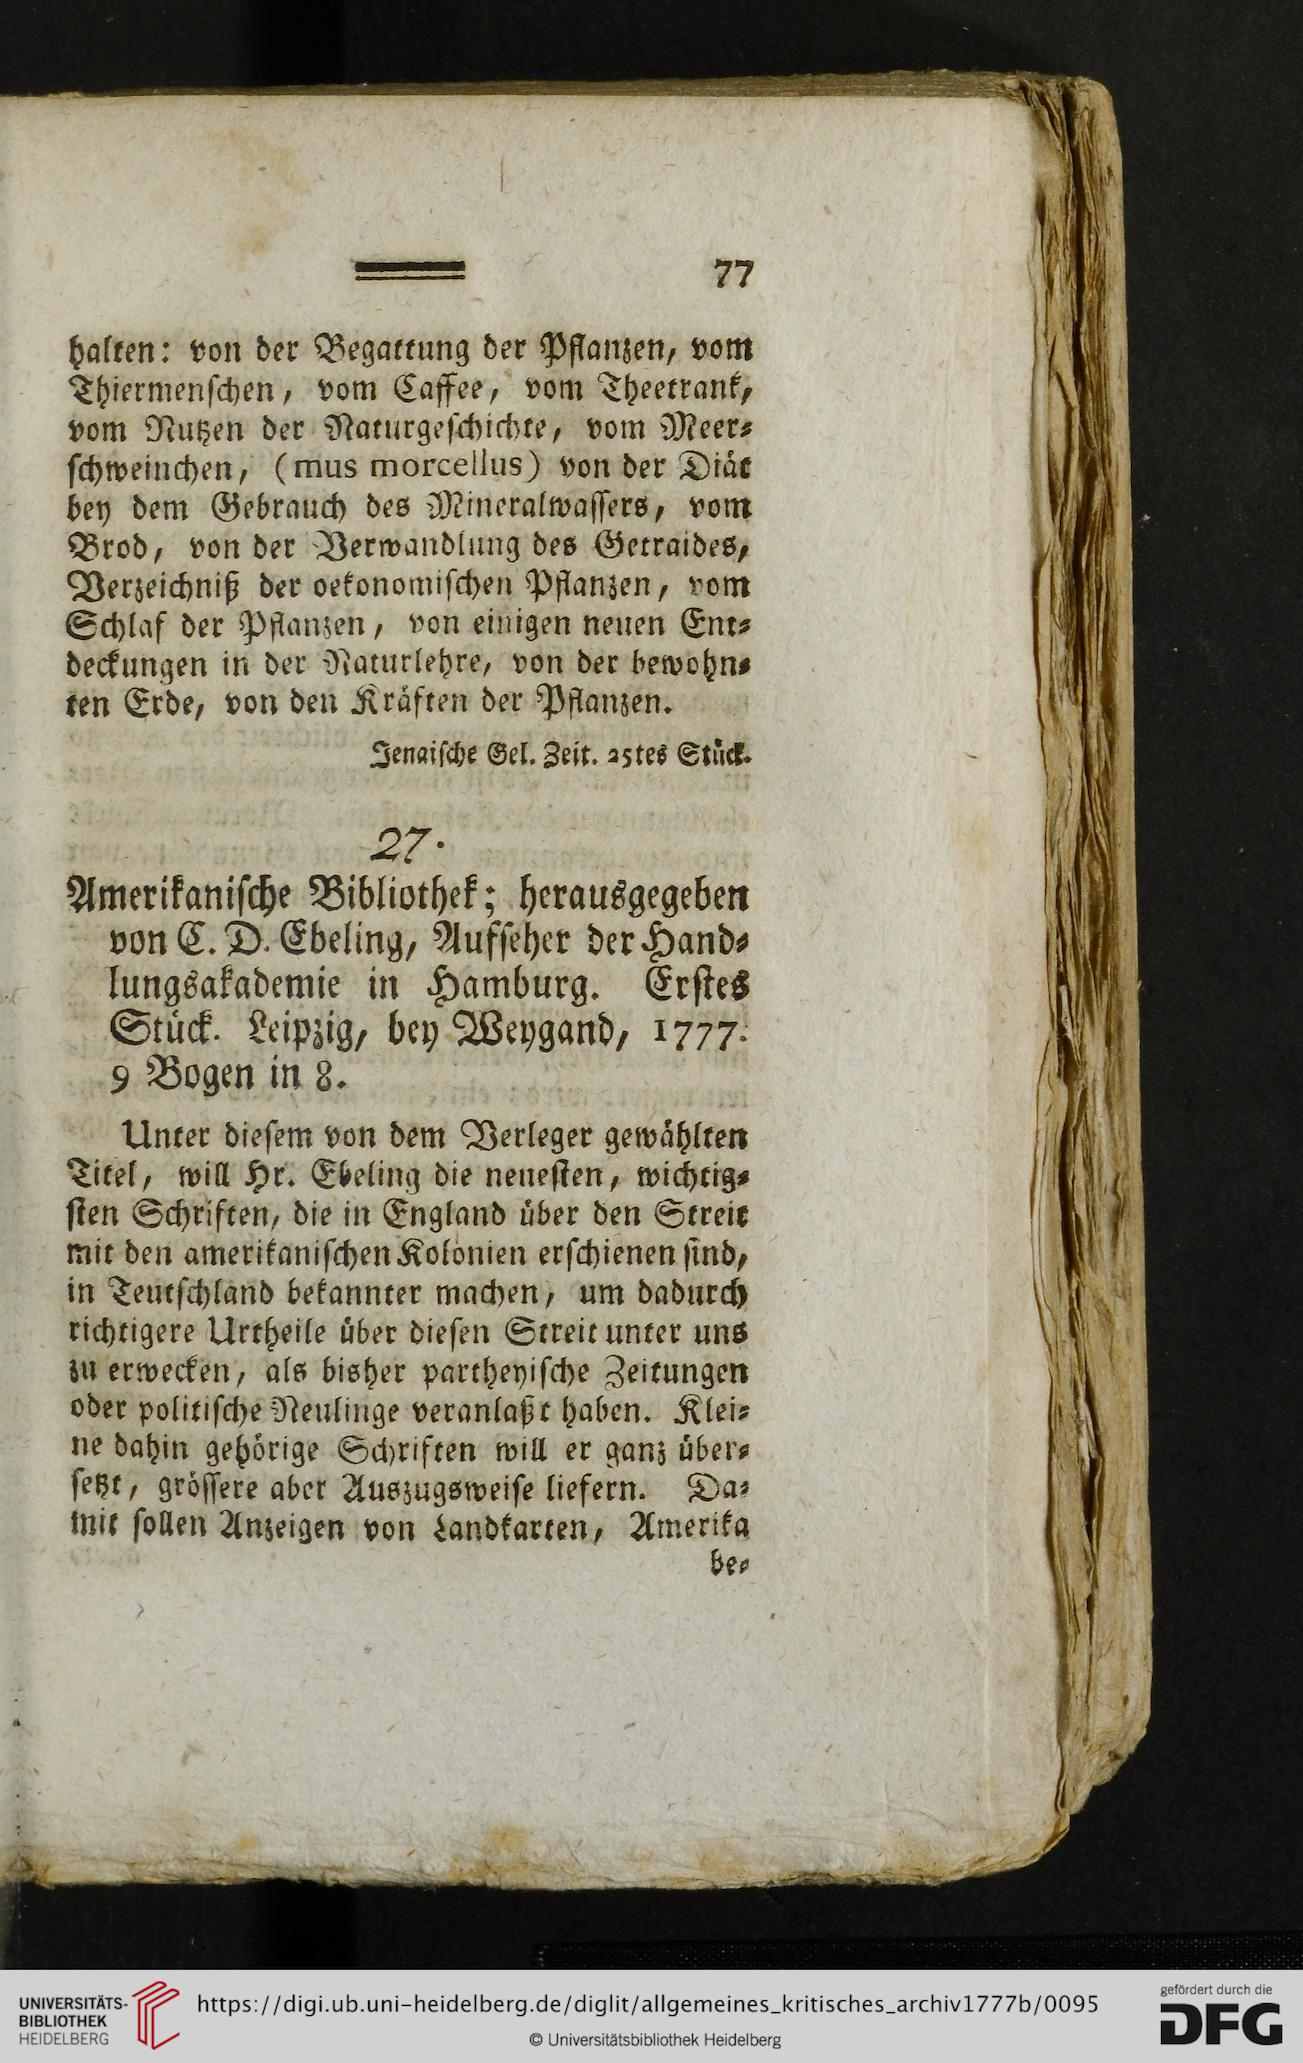 77
halten: von der Begattung der Pflanzen, vom
Thiermenschen, vom Caffee, vom Theetrank,
vom Nutzen der Naturgeschichte, vom Meer-
schweinchen, (mus morcellus) von der Diät
bey dem Gebrauch des Mineralwassers, vom
Brod, von der Verwandlung des Getraides,
Verzeichniß der oekonomischen Pflanzen, vom
Schlaf der Pflanzen, von einigen neuen Ent-
deckungen in der Naturlehre, von der bewohn-
ten Erde, von den Kräften der Pflanzen.
Jenaische Gel. Zeit. 25tes Stück.
27.
Amerikanische Bibliothek; herausgegeben
von C. D. Ebeling, Aufseher der Hand-
lungsakademie in Hamburg. Erstes
Stück. Leipzig, bey Weygand, 1777.
9 Bogen in 8.
Unter diesem von dem Verleger gewählten
Titel, will Hr. Ebeling die neuesten, wichtig-
sten Schriften, die in England über den Streit
mit den amerikanischen Kolonien erschienen sind,
in Teutschland bekannter machen, um dadurch
richtigere Urtheile über diesen Streit unter uns
zu erwecken, als bisher partheyische Zeitungen
oder politische Neulinge veranlaßt haben. Klei-
ne dahin gehörige Schriften will er ganz über-
setzt, grössere aber Auszugsweise liefern. Da-
mit sollen Anzeigen von Landkarten, Amerika
be-
UNIVERSITÄTS-
BIBLIOTHEK
HEIDELBERG
https://digi.ub.uni-heidelberg.de/diglit/allgemeines_kritisches_archiv1777b/0095
© Universitätsbibliothek Heidelberg
gefördert durch die
DFG